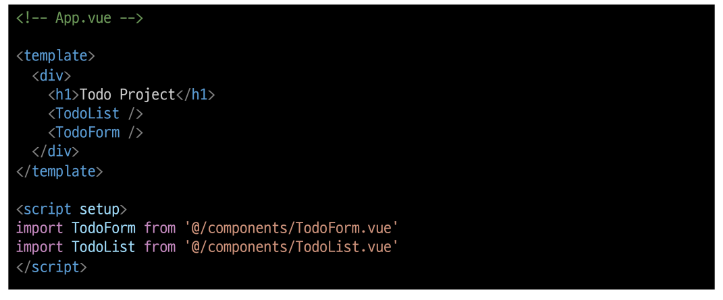 <!-- App.vue -->
<template>
<div>
<h1>Todo Project</h1>
<TodoList />
<TodoForm />
</div>
</template>
<script setup>
import TodoForm from '@/components/TodoForm.vue'
import TodoList from '@/components/TodoList.vue'
</script>